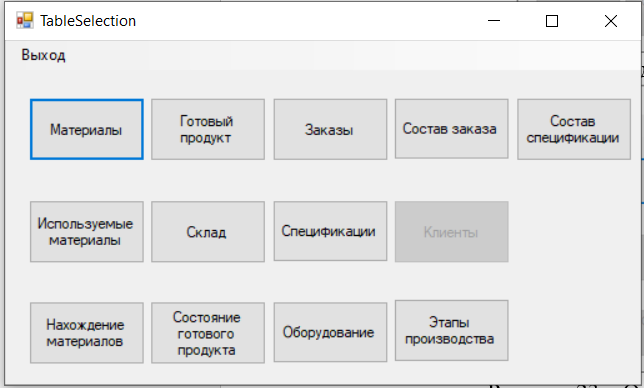 TableSelection
Выход
Материалы
Готовый
продукт
Заказы
Состав заказа
Состав
спецификации
Используемые
материалы
Склад
Спецификации
Клиенты
Нахождение
материалов
Состояние
готового
продукта
Оборудование
Этапы
производства